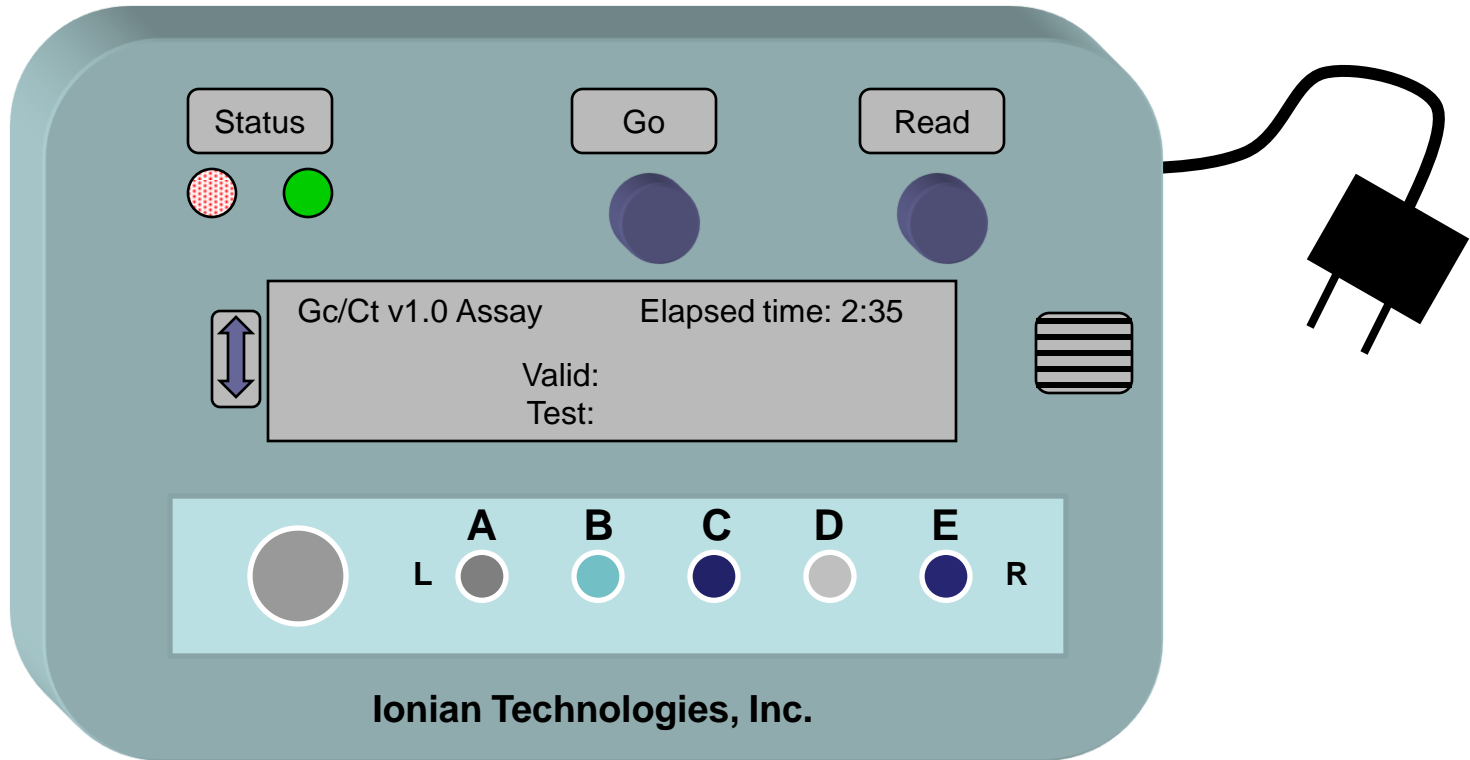 Status Go Read
Gc/Ct v1.0 Assay Elapsed time: 2:35
Valid:
Test:
A B C D E
L R
Ionian Technologies, Inc.